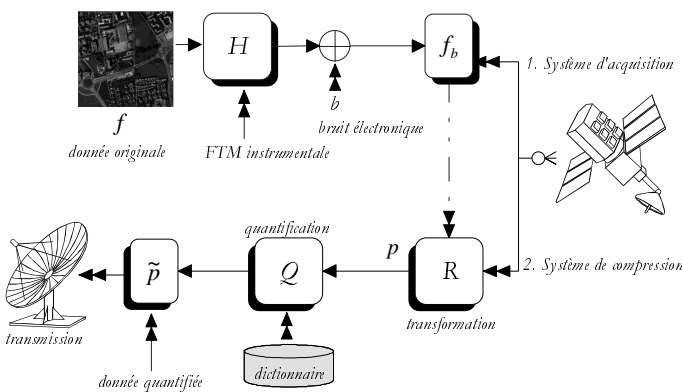 H
f_b
1. Système d'acquisition
f
b
bruit électronique
donnée originale
FTM instrumentale
quantification
p
p̃
Q
R
2. Système de compression
transmission
transformation
dictionnaire
donnée quantifiée